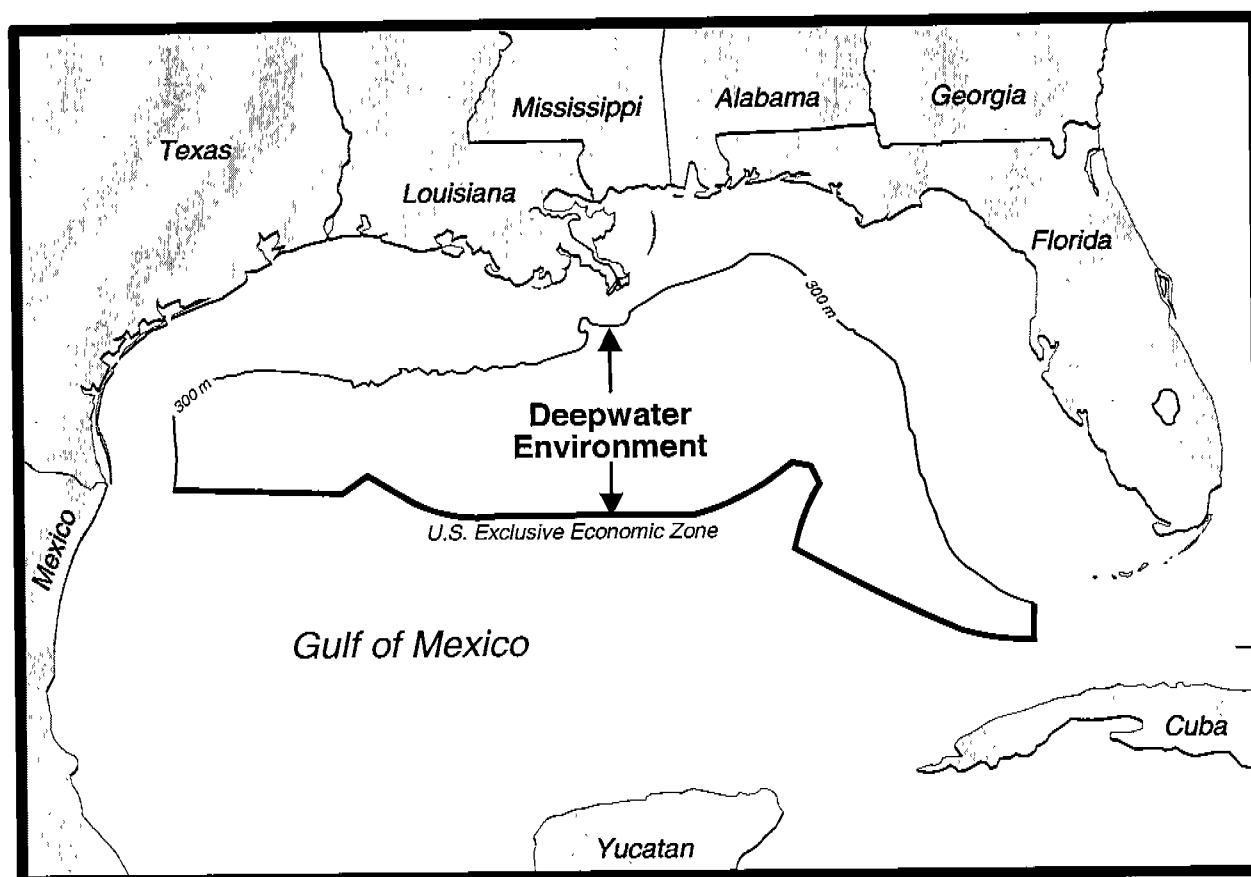 Mississippi
Alabama
Georgia
Texas
Louisiana
Florida
300 m
300 m
Deepwater
Environment
U.S. Exclusive Economic Zone
Mexico
Gulf of Mexico
Cuba
Yucatan